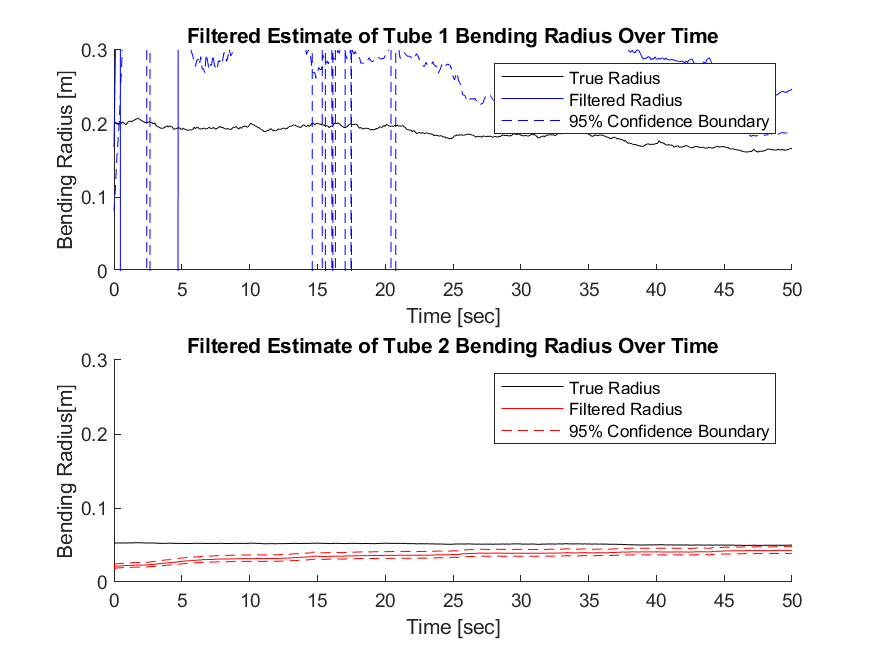 Filtered Estimate of Tube 1 Bending Radius Over Time
0.3
0.2
0.1
0
Bending Radius [m]
True Radius
Filtered Radius
95% Confidence Boundary
0 5 10 15 20 25 30 35 40 45 50
Time [sec]
Filtered Estimate of Tube 2 Bending Radius Over Time
0.3
0.2
0.1
0
Bending Radius[m]
True Radius
Filtered Radius
95% Confidence Boundary
0 5 10 15 20 25 30 35 40 45 50
Time [sec]